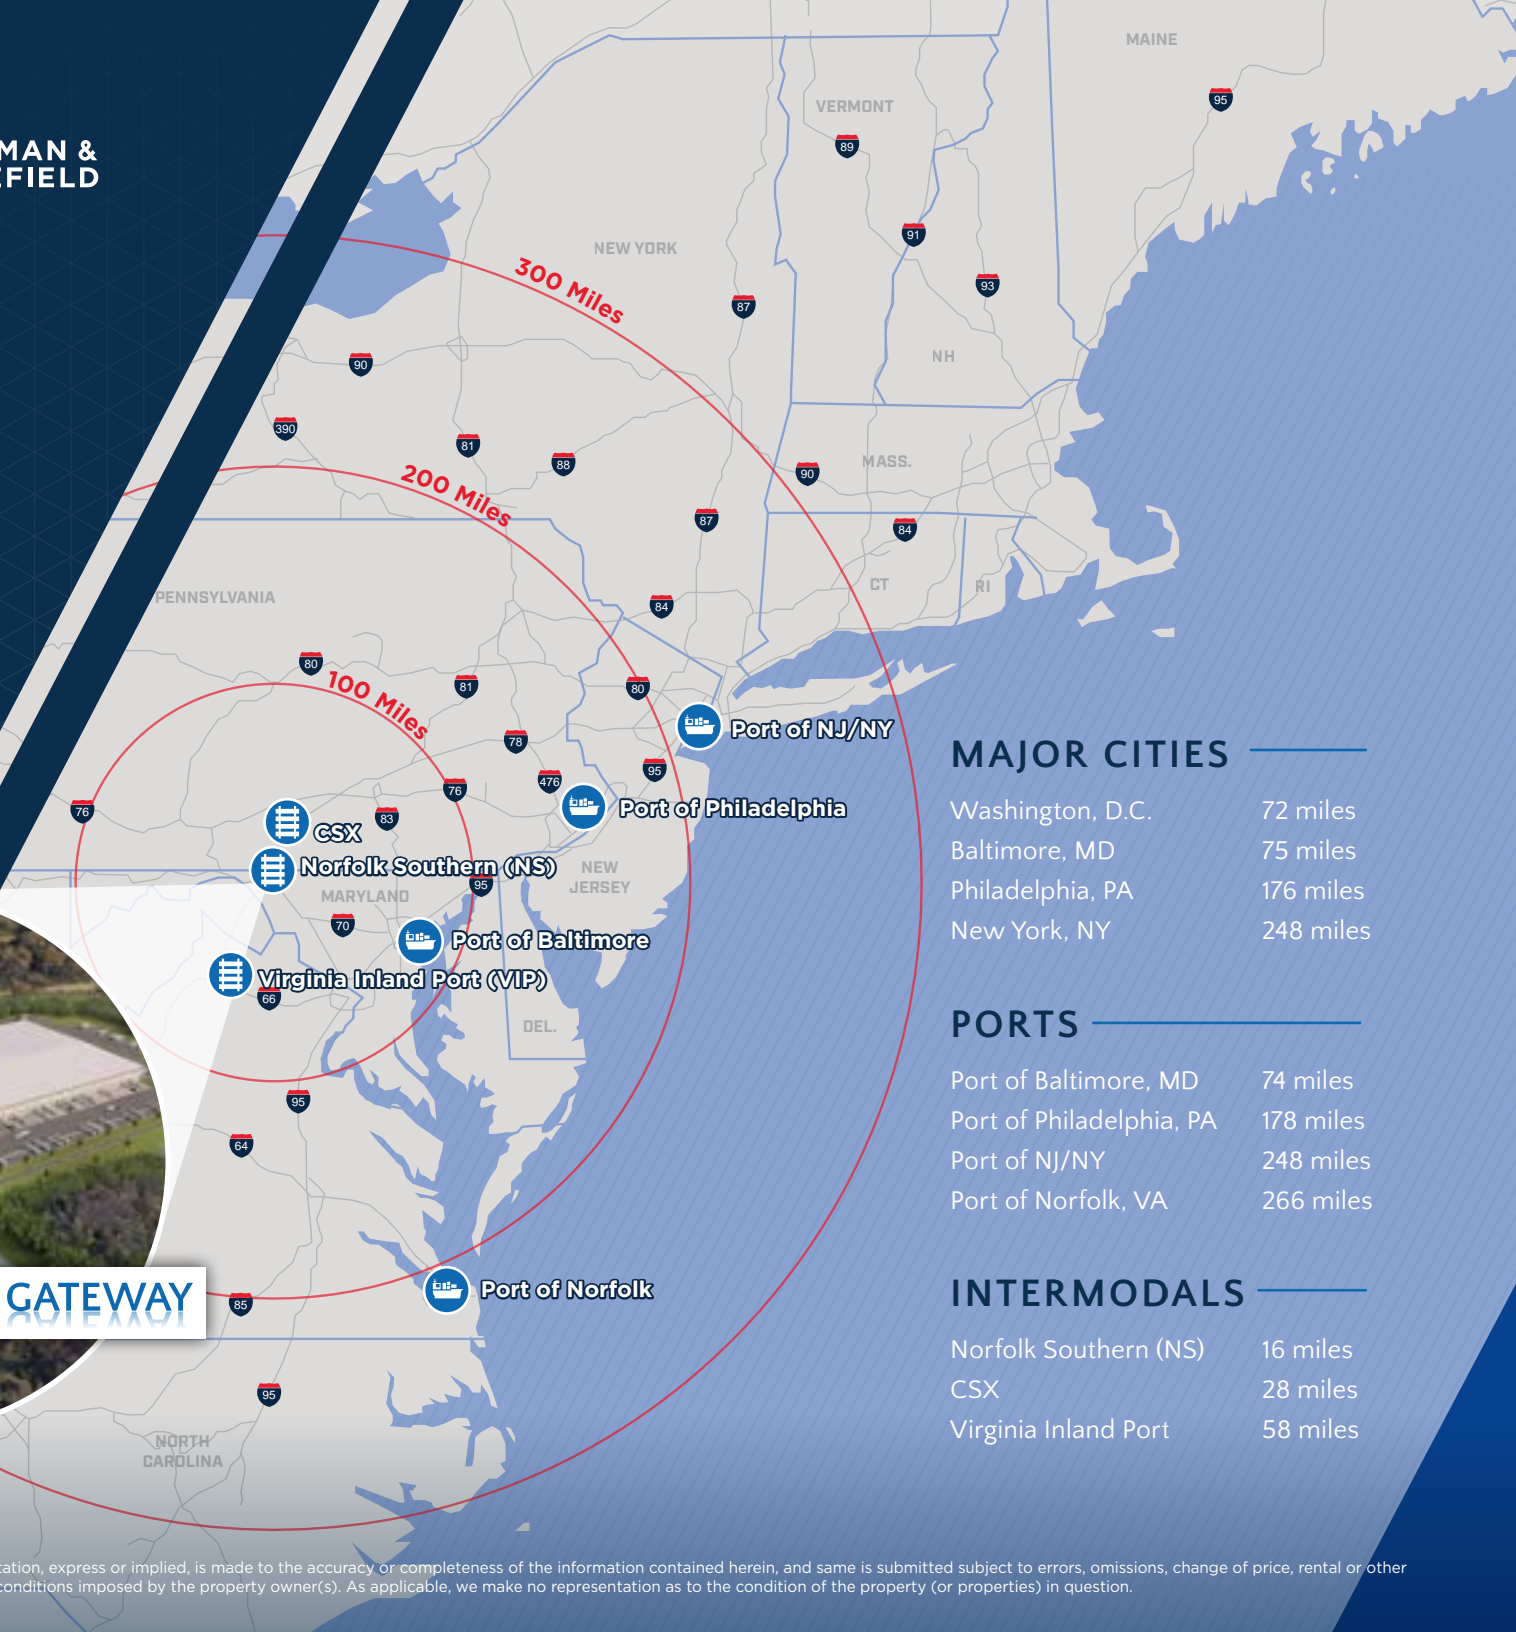 MAN &
FIELD
MAINE
95
VERMONT
89
91
NEW YORK
93
300 Miles
87
NH
90
390
81
88
MASS.
90
200 Miles
87
84
CT
RI
PENNSYLVANIA
84
80
81
80
100 Miles
Port of NJ/NY
78
95
476
76
76
Port of Philadelphia
83
CSX
Norfolk Southern (NS)
NEW
JERSEY
95
MARYLAND
70
Port of Baltimore
Virginia Inland Port (VIP)
66
DEL.
95
64
GATEWAY
85
Port of Norfolk
95
NORTH
CAROLINA
MAJOR CITIES
Washington, D.C. 72 miles
Baltimore, MD 75 miles
Philadelphia, PA 176 miles
New York, NY 248 miles
PORTS
Port of Baltimore, MD 74 miles
Port of Philadelphia, PA 178 miles
Port of NJ/NY 248 miles
Port of Norfolk, VA 266 miles
INTERMODALS
Norfolk Southern (NS) 16 miles
CSX 28 miles
Virginia Inland Port 58 miles
tation, express or implied, is made to the accuracy or completeness of the information contained herein, and same is submitted subject to errors, omissions, change of price, rental or other
conditions imposed by the property owner(s). As applicable, we make no representation as to the condition of the property (or properties) in question.